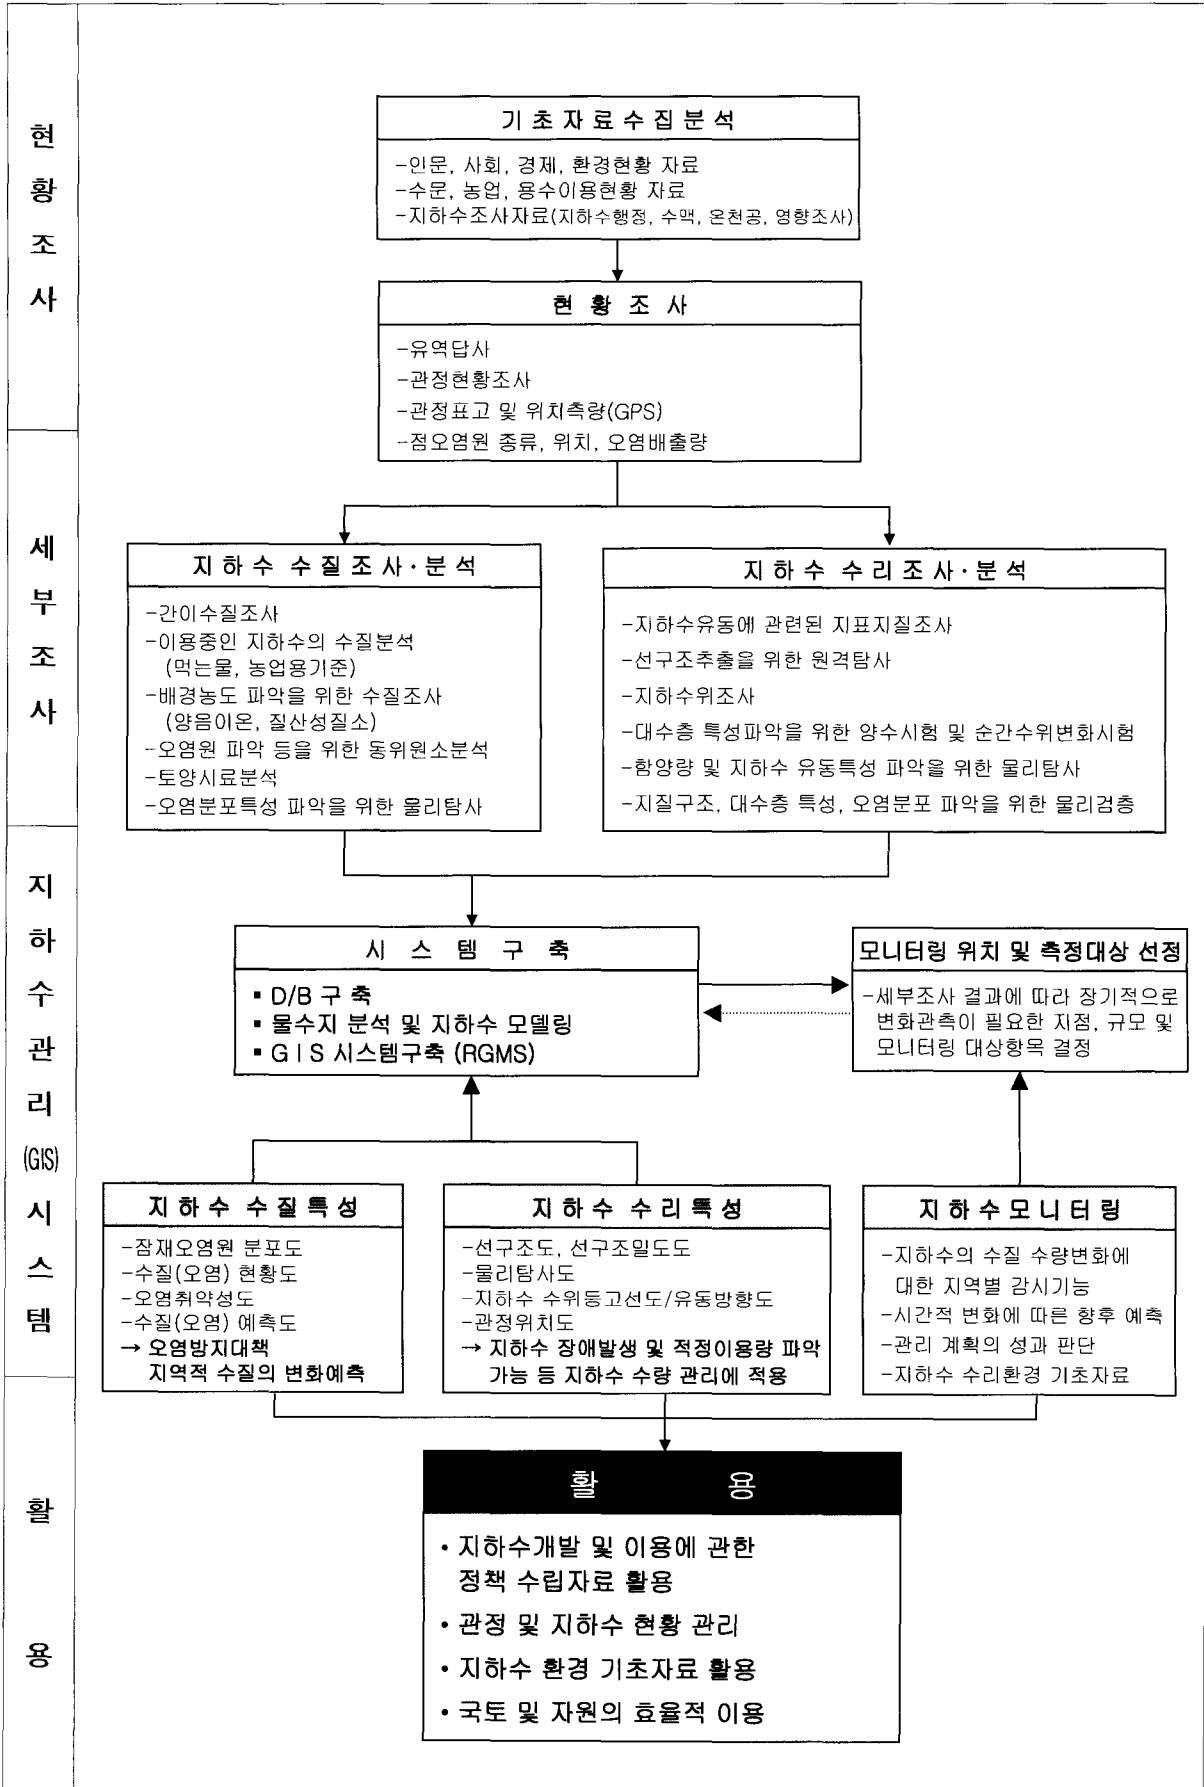 현황조사
기초자료수집분석
-인문, 사회, 경제, 환경현황 자료
-수문, 농업, 용수이용현황 자료
-지하수조사자료(지하수행정, 수맥, 온천공, 영향조사)
현 황 조 사
-유역답사
-관정현황조사
-관정표고 및 위치측량(GPS)
-점오염원 종류, 위치, 오염배출량
세부조사
지하수 수질조사·분석
-간이수질조사
-이용중인 지하수의 수질분석
(먹는물, 농업용기준)
-배경농도 파악을 위한 수질조사
(양음이온, 질산성질소)
-오염원 파악 등을 위한 동위원소분석
-토양시료분석
-오염분포특성 파악을 위한 물리탐사
지하수 수리조사·분석
-지하수유동에 관련된 지표지질조사
-선구조추출을 위한 원격탐사
-지하수위조사
-대수층 특성파악을 위한 양수시험 및 순간수위변화시험
-함양량 및 지하수 유동특성 파악을 위한 물리탐사
-지질구조, 대수층 특성, 오염분포 파악을 위한 물리검층
지하수관리(GIS)시스템
시 스 템 구 축
▪ D/B 구 축
▪ 물수지 분석 및 지하수 모델링
▪ G I S 시스템구축 (RGMS)
모니터링 위치 및 측정대상 선정
-세부조사 결과에 따라 장기적으로
변화관측이 필요한 지점, 규모 및
모니터링 대상항목 결정
지하수 수질특성
-잠재오염원 분포도
-수질(오염) 현황도
-오염취약성도
-수질(오염) 예측도
→ 오염방지대책
지역적 수질의 변화예측
지하수 수리특성
-선구조도, 선구조밀도도
-물리탐사도
-지하수 수위등고선도/유동방향도
-관정위치도
→ 지하수 장애발생 및 적정이용량 파악
가능 등 지하수 수량 관리에 적용
지하수모니터링
-지하수의 수질 수량변화에
대한 지역별 감시기능
-시간적 변화에 따른 향후 예측
-관리 계획의 성과 판단
-지하수 수리환경 기초자료
활용
활 용
• 지하수개발 및 이용에 관한
정책 수립자료 활용
• 관정 및 지하수 현황 관리
• 지하수 환경 기초자료 활용
• 국토 및 자원의 효율적 이용